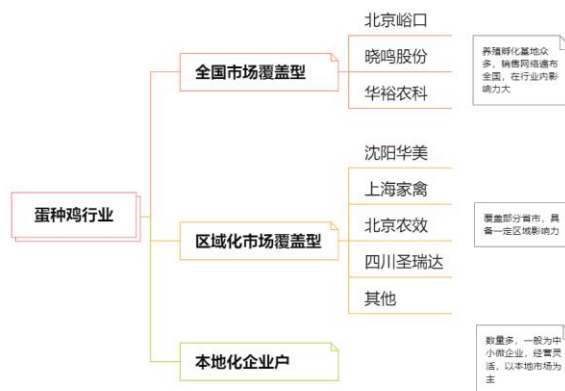 蛋种鸡行业
全国市场覆盖型
北京峪口
晓鸣股份
华裕农科
养殖孵化基地众
多，销售网络遍布
全国，在行业内影
响力大
区域化市场覆盖型
沈阳华美
上海家禽
北京农效
四川圣瑞达
其他
覆盖部分省市，具
备一定区域影响力
本地化企业户
数量多，一般为中
小微企业，经营灵
活，以本地市场为
主